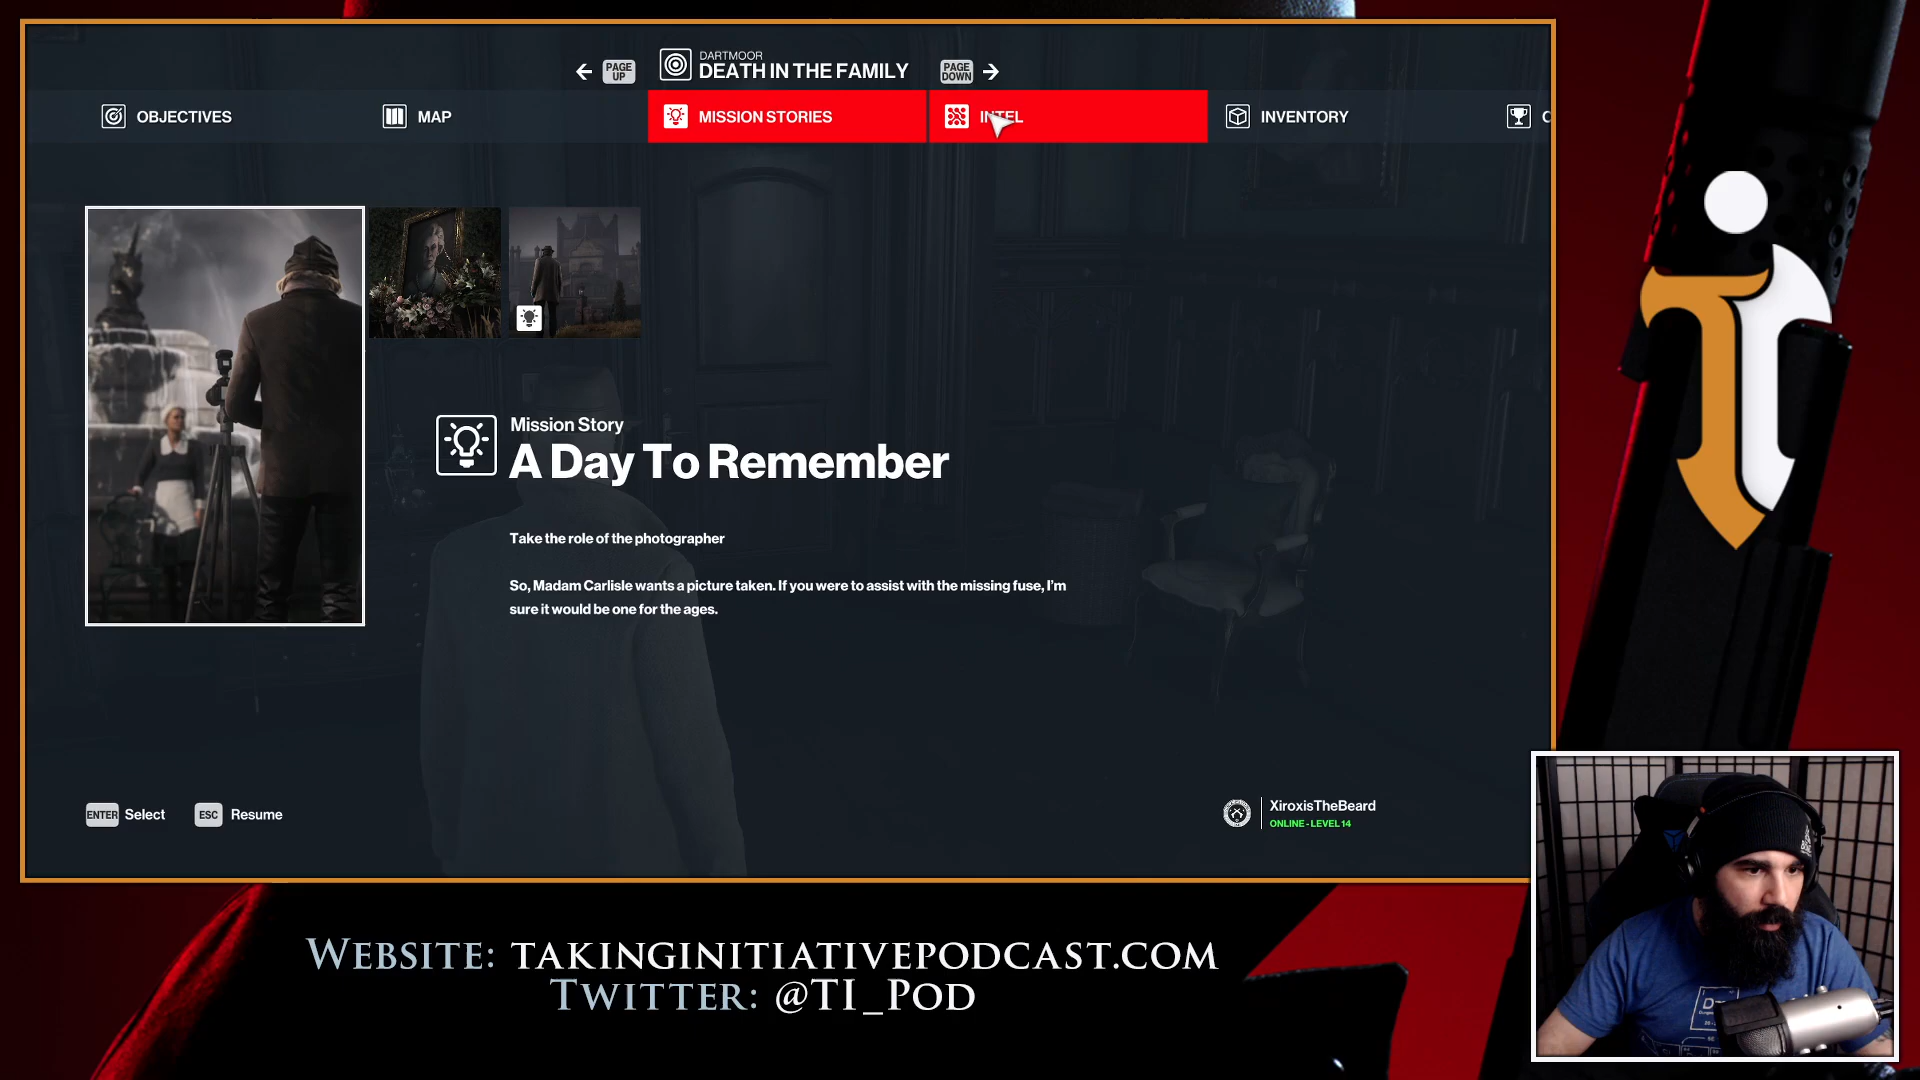 PAGE UP
DARTMOOR
DEATH IN THE FAMILY
PAGE DOWN
OBJECTIVES
MAP
MISSION STORIES
INTEL
INVENTORY
C
Mission Story
A Day To Remember
Take the role of the photographer
So, Madam Carlisle wants a picture taken. If you were to assist with the missing fuse, I'm
sure it would be one for the ages.
ENTER Select
ESC Resume
XiroxisTheBeard
ONLINE - LEVEL 14
Website: takinginitiativepodcast.com
Twitter: @TI_Pod